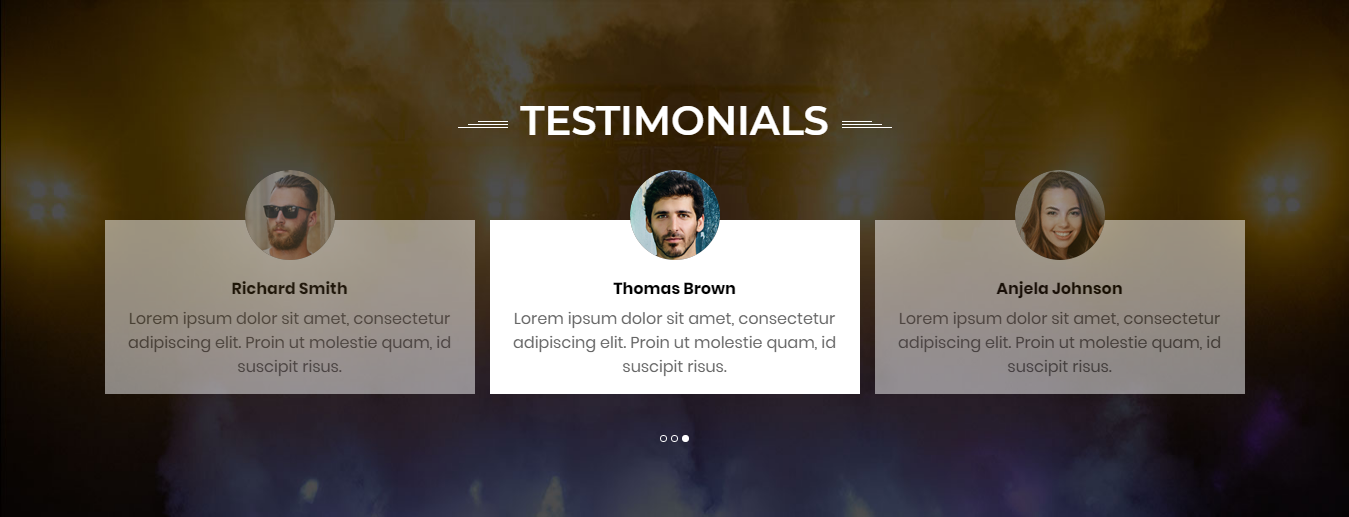 TESTIMONIALS
Richard Smith
Lorem ipsum dolor sit amet, consectetur
adipiscing elit. Proin ut molestie quam, id
suscipit risus.
Thomas Brown
Lorem ipsum dolor sit amet, consectetur
adipiscing elit. Proin ut molestie quam, id
suscipit risus.
Anjela Johnson
Lorem ipsum dolor sit amet, consectetur
adipiscing elit. Proin ut molestie quam, id
suscipit risus.